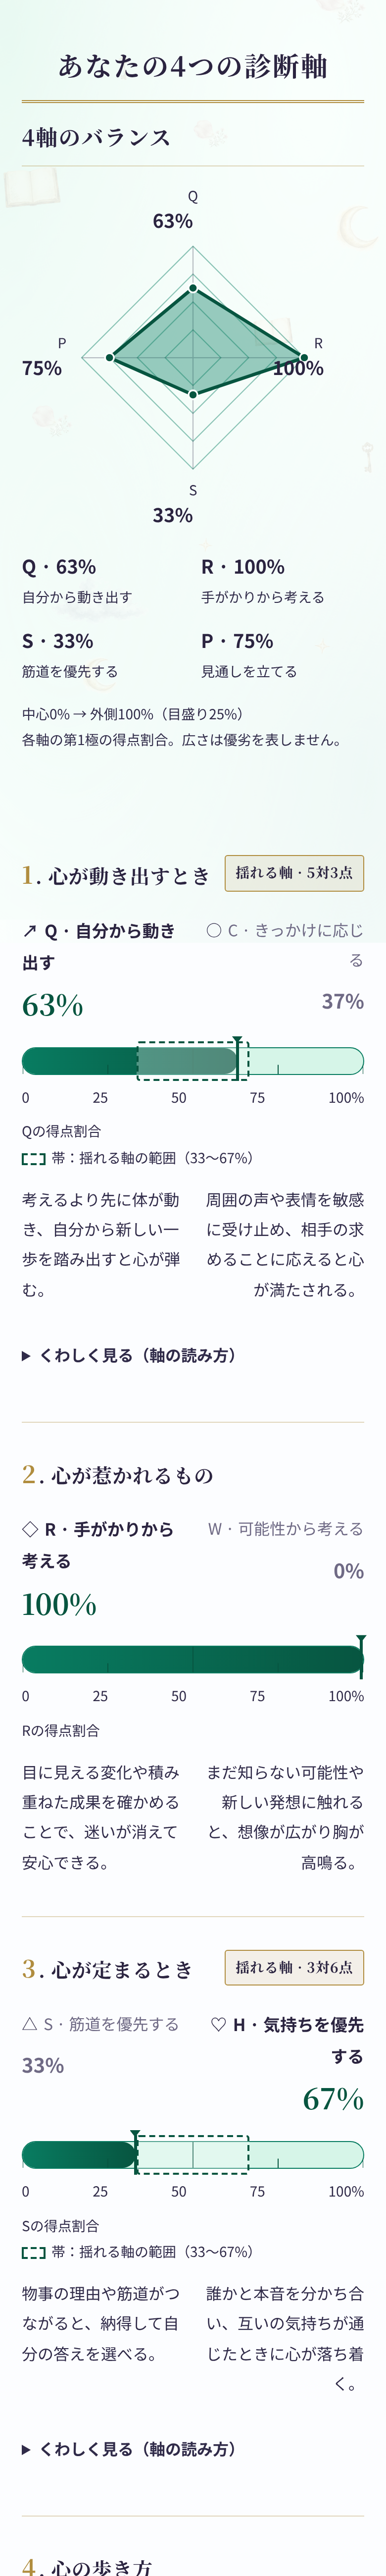 あなたの4つの診断軸
4軸のバランス
Q
63%
P
75%
R
100%
S
33%
Q・63%
自分から動き出す
R・100%
手がかりから考える
S・33%
筋道を優先する
P・75%
見通しを立てる
中心0% → 外側100%（目盛り25%）
各軸の第1極の得点割合。広さは優劣を表しません。
1. 心が動き出すとき
揺れる軸・5対3点
↗ Q・自分から動き
出す
63%
○ C・きっかけに応じ
る
37%
0 25 50 75 100%
Qの得点割合
帯：揺れる軸の範囲（33〜67%）
考えるより先に体が動
き、自分から新しい一
歩を踏み出すと心が弾
む。
周囲の声や表情を敏感
に受け止め、相手の求
めることに応えると心
が満たされる。
▶ くわしく見る（軸の読み方）
2. 心が惹かれるもの
◇ R・手がかりから
考える
100%
W・可能性から考える
0%
0 25 50 75 100%
Rの得点割合
目に見える変化や積み
重ねた成果を確かめる
ことで、迷いが消えて
安心できる。
まだ知らない可能性や
新しい発想に触れる
と、想像が広がり胸が
高鳴る。
3. 心が定まるとき
揺れる軸・3対6点
△ S・筋道を優先する
33%
♡ H・気持ちを優先
する
67%
0 25 50 75 100%
Sの得点割合
帯：揺れる軸の範囲（33〜67%）
物事の理由や筋道がつ
ながると、納得して自
分の答えを選べる。
誰かと本音を分かち合
い、互いの気持ちが通
じたときに心が落ち着
く。
▶ くわしく見る（軸の読み方）
4. 心の歩き方